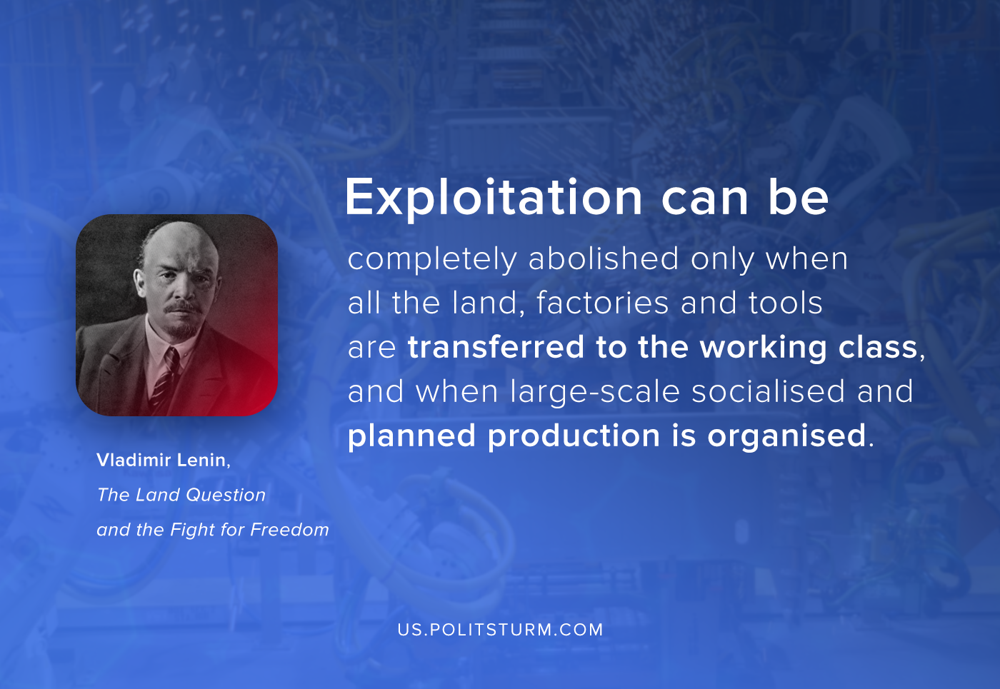 Exploitation can be
completely abolished only when
all the land, factories and tools
are transferred to the working class,
and when large-scale socialised and
planned production is organised.
Vladimir Lenin,
The Land Question
and the Fight for Freedom
US.POLITSTURM.COM